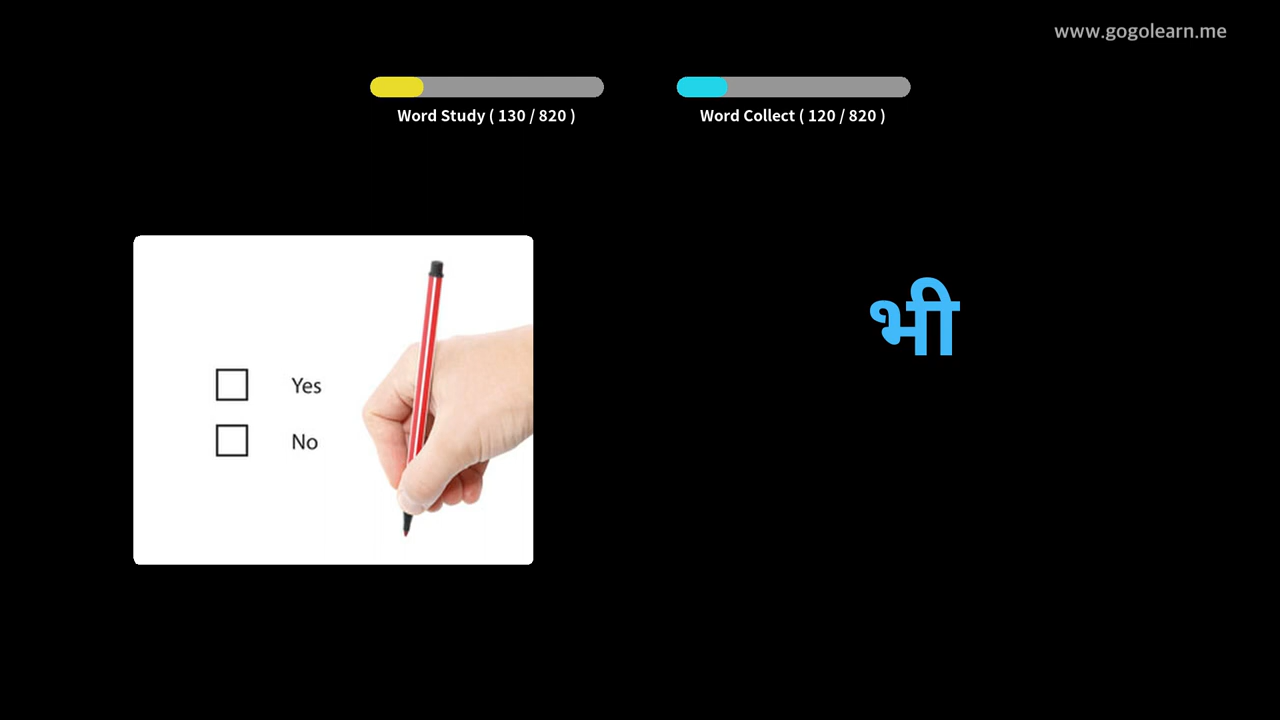 www.gogolearn.me
Word Study ( 130 / 820 )
Word Collect ( 120 / 820 )
भी
Yes
No